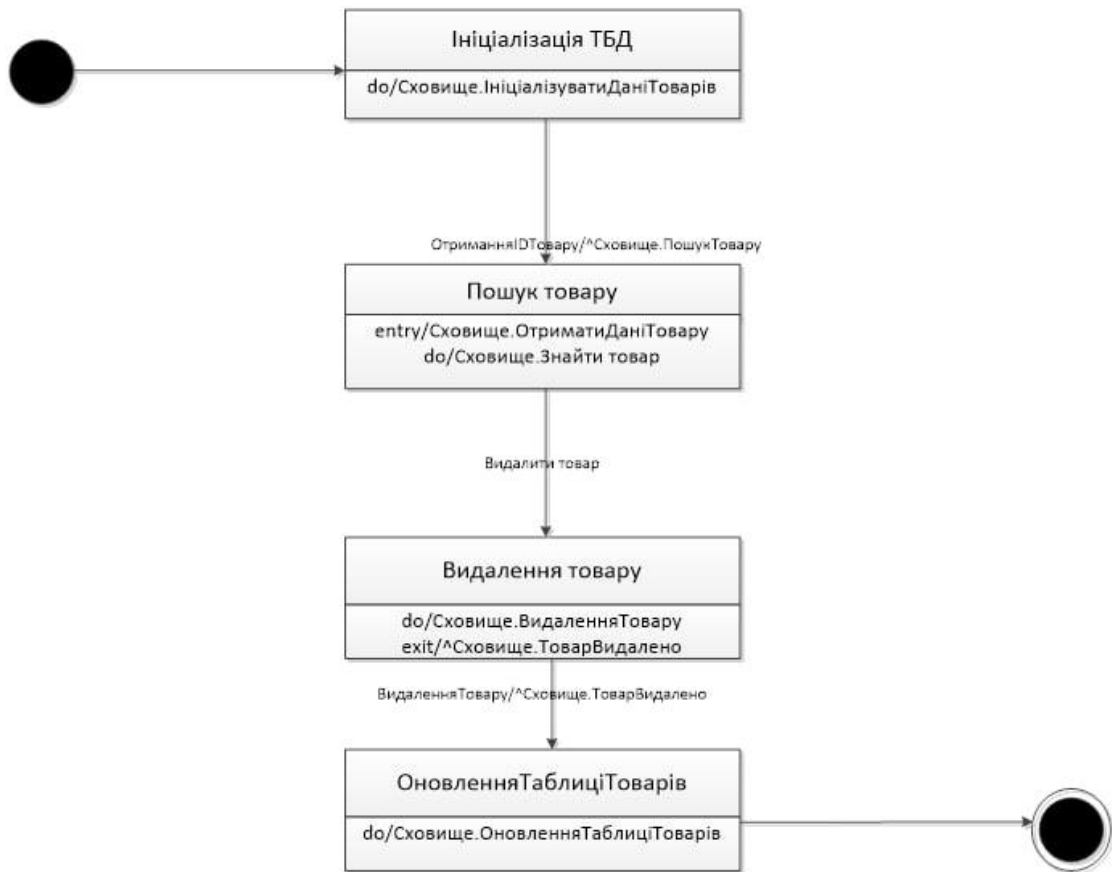 Ініціалізація ТБД
do/Сховище.ІніціалізуватиДаніТоварів
ОтриманняIDТовару/^Сховище.ПошукТовару
Пошук товару
entry/Сховище.ОтриматиДаніТовару
do/Сховище.Знайти товар
Видалити товар
Видалення товару
do/Сховище.ВидаленняТовару
exit/^Сховище.ТоварВидалено
ВидаленняТовару/^Сховище.ТоварВидалено
ОновленняТаблиціТоварів
do/Сховище.ОновленняТаблиціТоварів